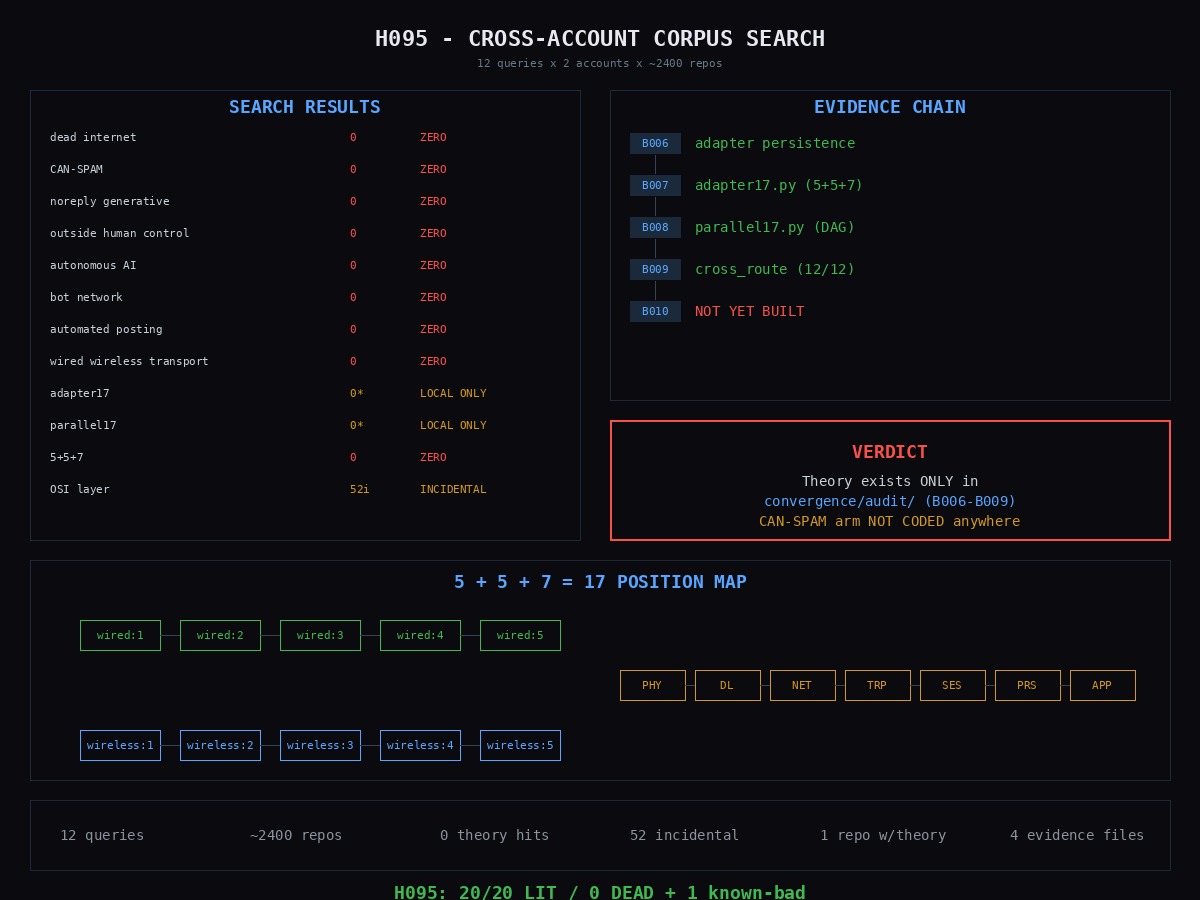 H095 - CROSS-ACCOUNT CORPUS SEARCH
12 queries x 2 accounts x ~2400 repos
SEARCH RESULTS
dead internet 0 ZERO
CAN-SPAM 0 ZERO
noreply generative 0 ZERO
outside human control 0 ZERO
autonomous AI 0 ZERO
bot network 0 ZERO
automated posting 0 ZERO
wired wireless transport 0 ZERO
adapter17 0* LOCAL ONLY
parallel17 0* LOCAL ONLY
5+5+7 0 ZERO
OSI layer 52i INCIDENTAL
EVIDENCE CHAIN
B006 adapter persistence
B007 adapter17.py (5+5+7)
B008 parallel17.py (DAG)
B009 cross_route (12/12)
B010 NOT YET BUILT
VERDICT
Theory exists ONLY in
convergence/audit/ (B006-B009)
CAN-SPAM arm NOT CODED anywhere
5 + 5 + 7 = 17 POSITION MAP
wired:1 wired:2 wired:3 wired:4 wired:5
PHY DL NET TRP SES PRS APP
wireless:1 wireless:2 wireless:3 wireless:4 wireless:5
12 queries ~2400 repos 0 theory hits 52 incidental 1 repo w/theory 4 evidence files
H095: 20/20 LIT / 0 DEAD + 1 known-bad